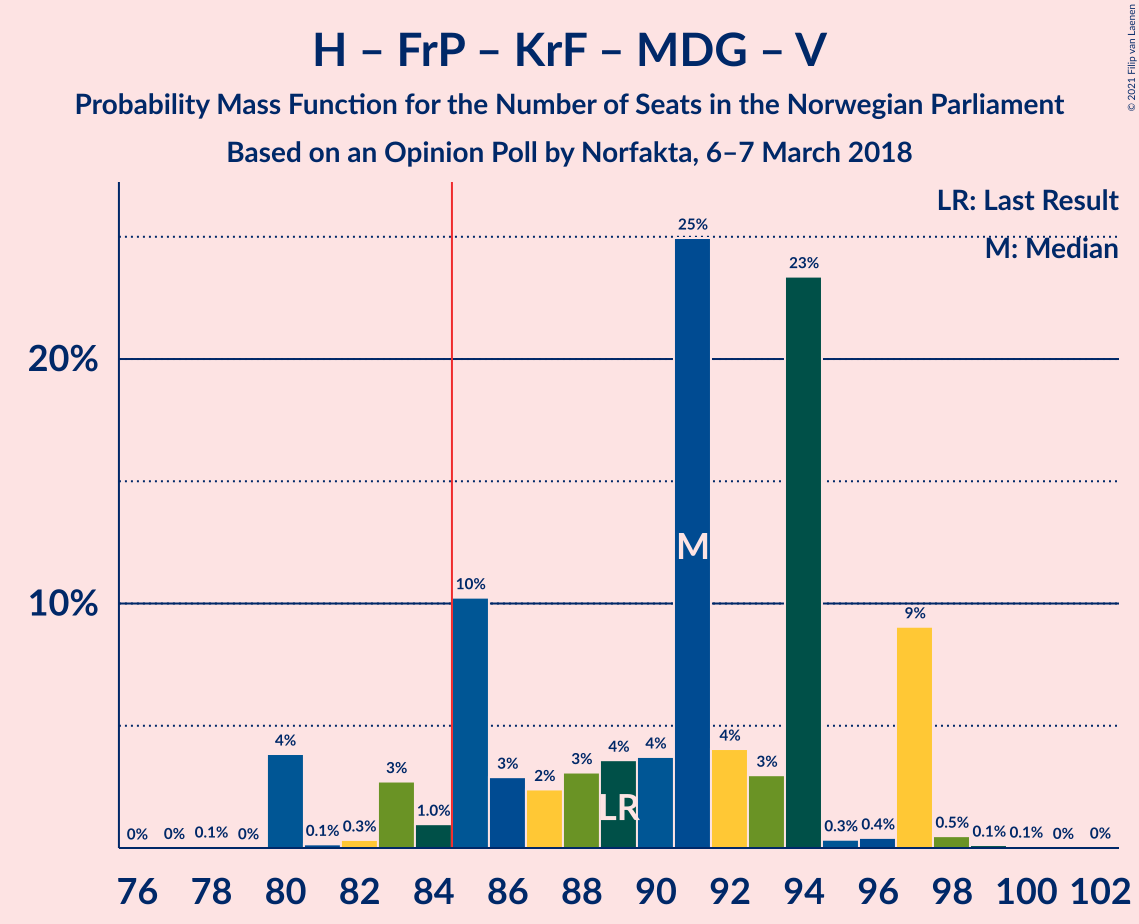 H – FrP – KrF – MDG – V
Probability Mass Function for the Number of Seats in the Norwegian Parliament
Based on an Opinion Poll by Norfakta, 6–7 March 2018
© 2021 Filip van Laenen
LR: Last Result
M: Median
20%
10%
0% 0% 0.1% 0% 4% 0.1% 0.3% 3% 1.0% 10% 3% 2% 3% 4% 4% 25% 4% 3% 23% 0.3% 0.4% 9% 0.5% 0.1% 0.1% 0% 0%
M
LR
76 78 80 82 84 86 88 90 92 94 96 98 100 102